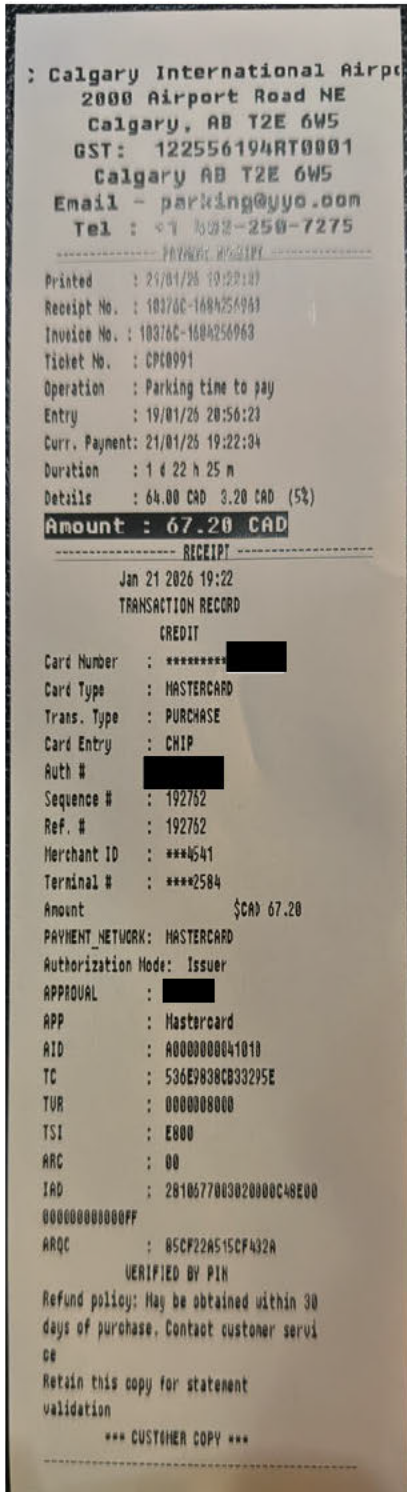 : Calgary International Airpo
2000 Airport Road NE
Calgary, AB T2E 6W5
GST: 122556194RT0001
Calgary AB T2E 6W5
Email - parking@yyc.com
Tel : +1 -250-7275
PAYMENT RECEIPT
Printed : 21/01/26
Receipt No. : 10376C-1684256963
Invoice No. : 10376C-1684256963
Ticket No. : CPC0991
Operation : Parking time to pay
Entry : 19/01/26 20:56:23
Curr. Payment: 21/01/26 19:22:34
Duration : 1 d 22 h 25 m
Details : 64.00 CAD 3.20 CAD (5%)
Amount : 67.20 CAD
RECEIPT
Jan 21 2026 19:22
TRANSACTION RECORD
CREDIT
Card Number : *********
Card Type : MASTERCARD
Trans. Type : PURCHASE
Card Entry : CHIP
Auth #
Sequence # : 192762
Ref. # : 192762
Merchant ID : ***4541
Terminal # : ****2584
Amount $CAD 67.20
PAYMENT_NETWORK: MASTERCARD
Authorization Mode: Issuer
APPROVAL :
APP : Mastercard
AID : A0000000041010
TC : 536E9838CB33295E
TVR : 0000008000
TSI : E800
ARC : 00
IAD : 2810677003020000C48E00
000000000000FF
ARQC : 85CF22A515CF432A
VERIFIED BY PIN
Refund policy: May be obtained within 30
days of purchase. Contact customer servi
ce
Retain this copy for statement
validation
*** CUSTOMER COPY ***